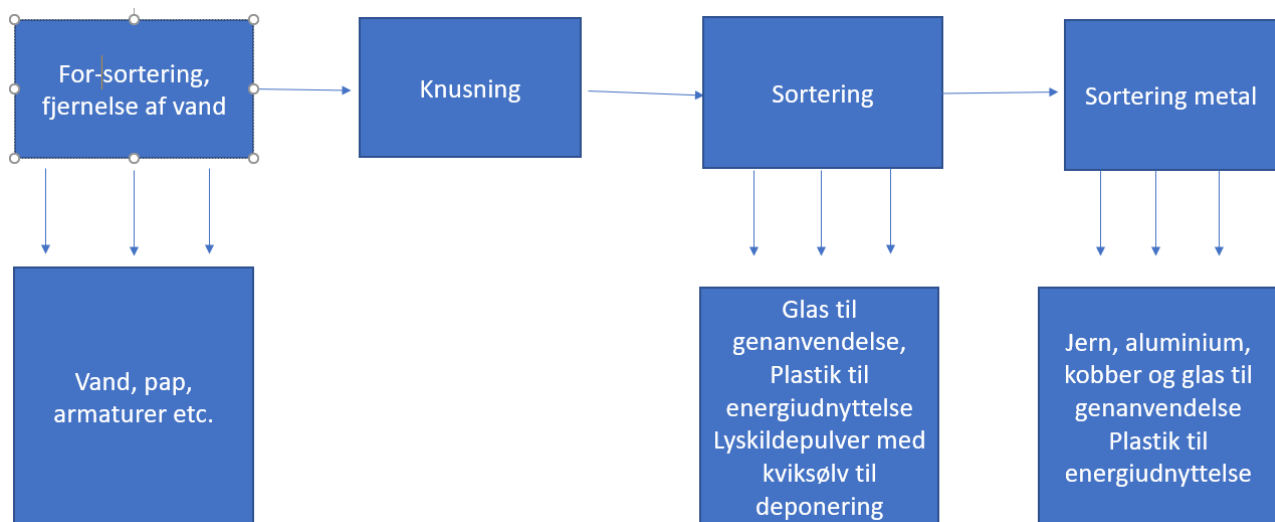 For-sortering,
fjernelse af vand
Knusning
Sortering
Sortering metal
Vand, pap,
armaturer etc.
Glas til
genanvendelse,
Plastik til
energiudnyttelse
Lyskildepulver med
kviksølv til
deponering
Jern, aluminium,
kobber og glas til
genanvendelse
Plastik til
energiudnyttelse